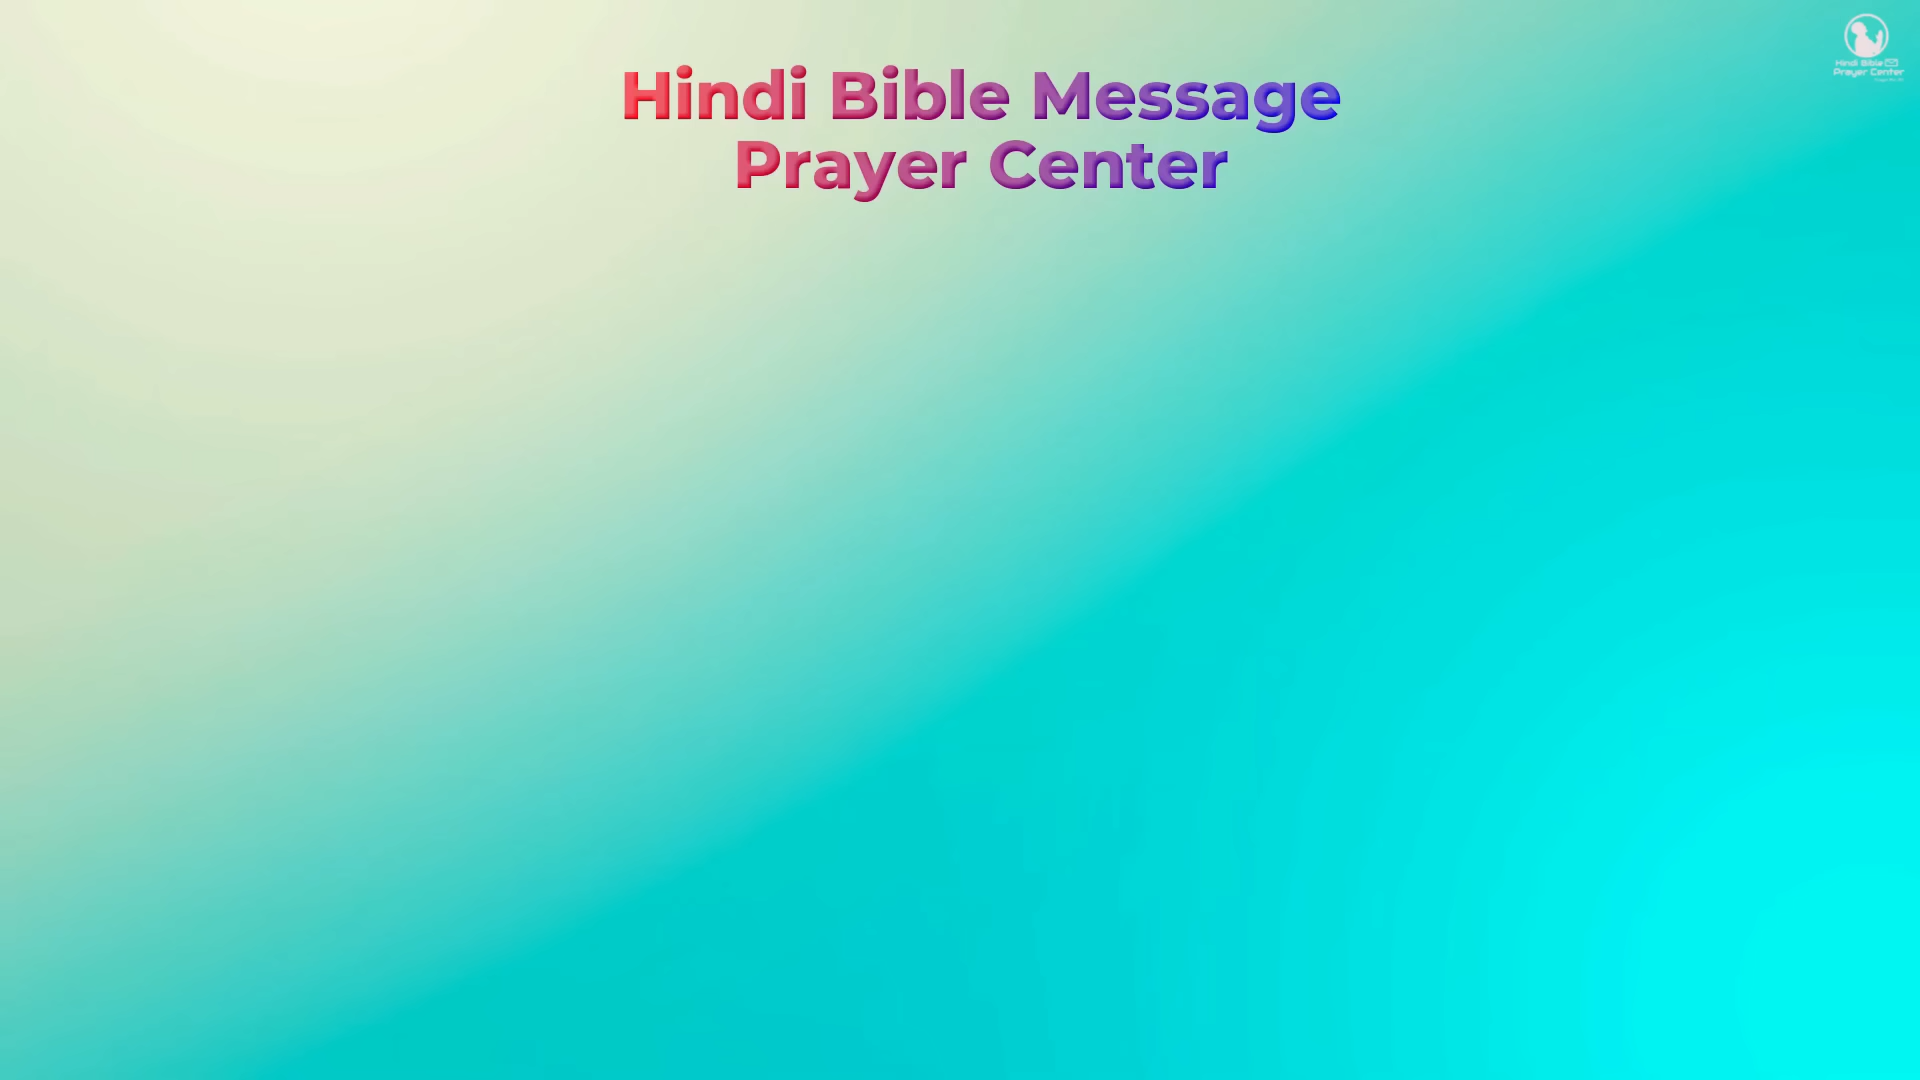 Hindi Bible Message
Prayer Center
Hindi Bible
Prayer Center